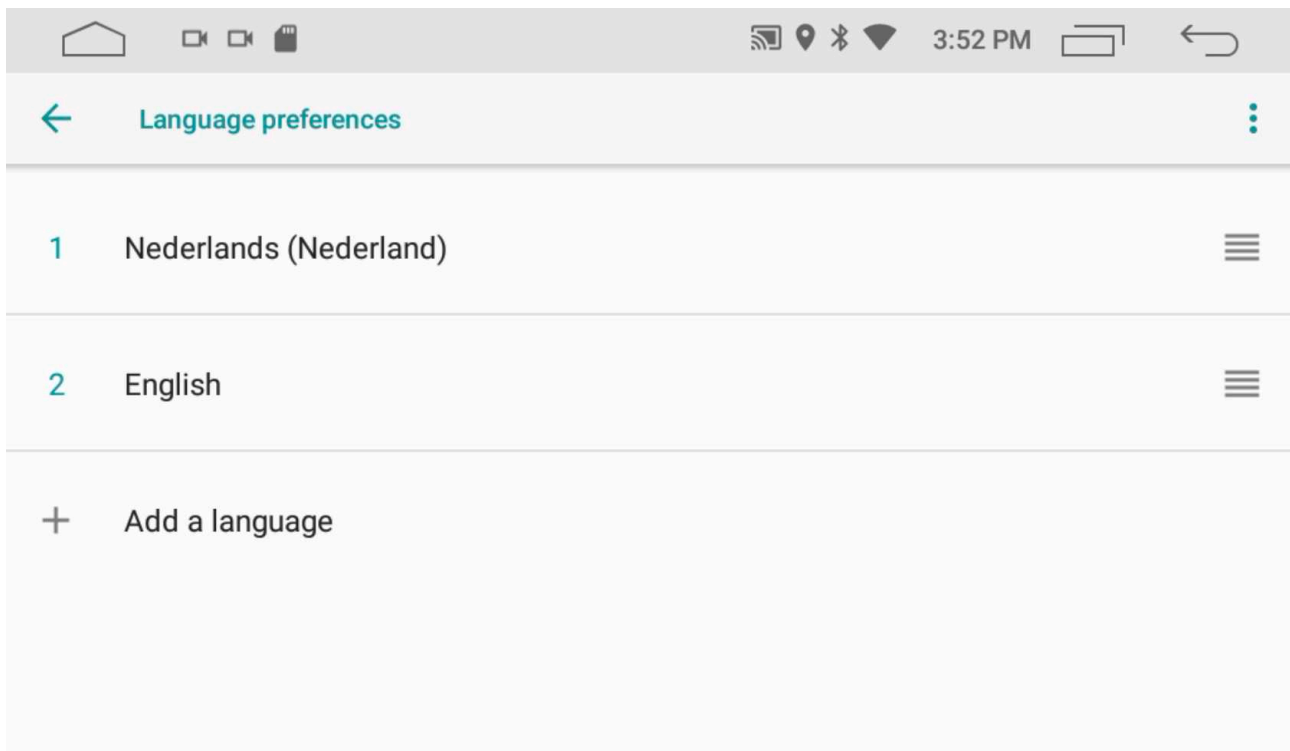 3:52 PM
Language preferences
1 Nederlands (Nederland)
2 English
Add a language